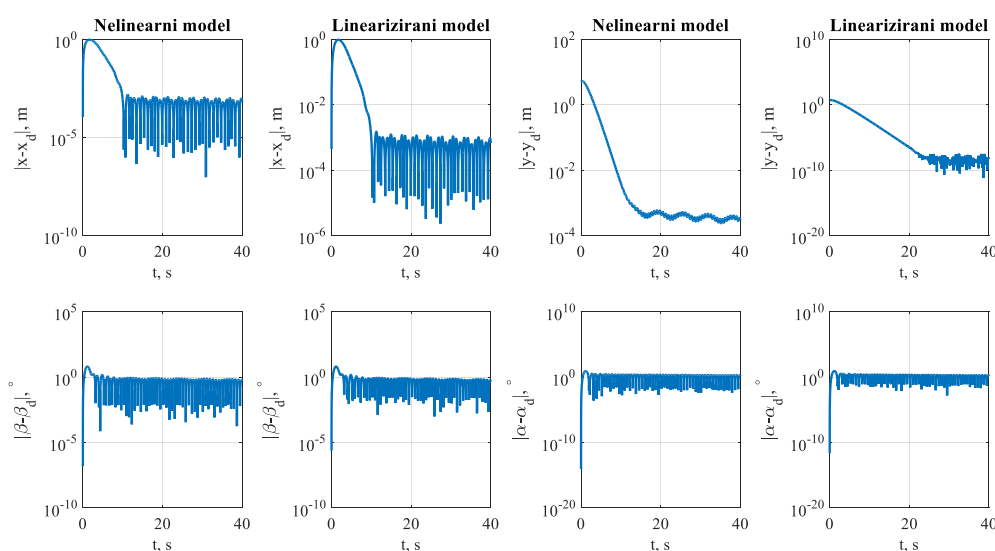 Nelinearni model
Linearizirani model
Nelinearni model
Linearizirani model
|x-x_d|, m
10^0
10^-5
10^-10
0 20 40
t, s
|x-x_d|, m
10^0
10^-2
10^-4
10^-6
0 20 40
t, s
|y-y_d|, m
10^2
10^0
10^-2
10^-4
0 20 40
t, s
|y-y_d|, m
10^10
10^0
10^-10
10^-20
0 20 40
t, s
|β-β_d|,°
10^5
10^0
10^-5
10^-10
0 20 40
t, s
|β-β_d|,°
10^5
10^0
10^-5
10^-10
0 20 40
t, s
|α-α_d|,°
10^10
10^0
10^-10
10^-20
0 20 40
t, s
|α-α_d|,°
10^10
10^0
10^-10
10^-20
0 20 40
t, s